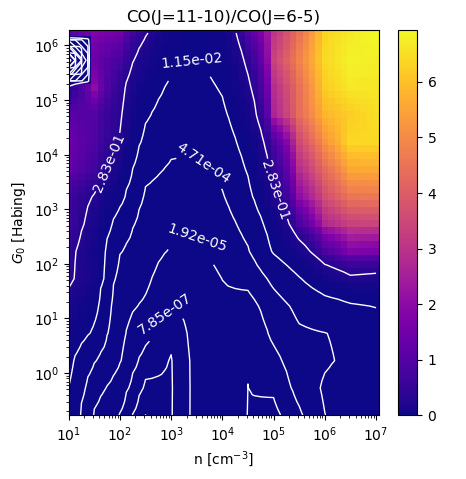 CO(J=11-10)/CO(J=6-5)
10⁶
10⁵
10⁴
10³
10²
10¹
10⁰
G₀ [Habing]
1.15e-02
2.83e-01
4.71e-04
2.83e-01
1.92e-05
7.85e-07
6
5
4
3
2
1
0
10¹ 10² 10³ 10⁴ 10⁵ 10⁶ 10⁷
n [cm⁻³]